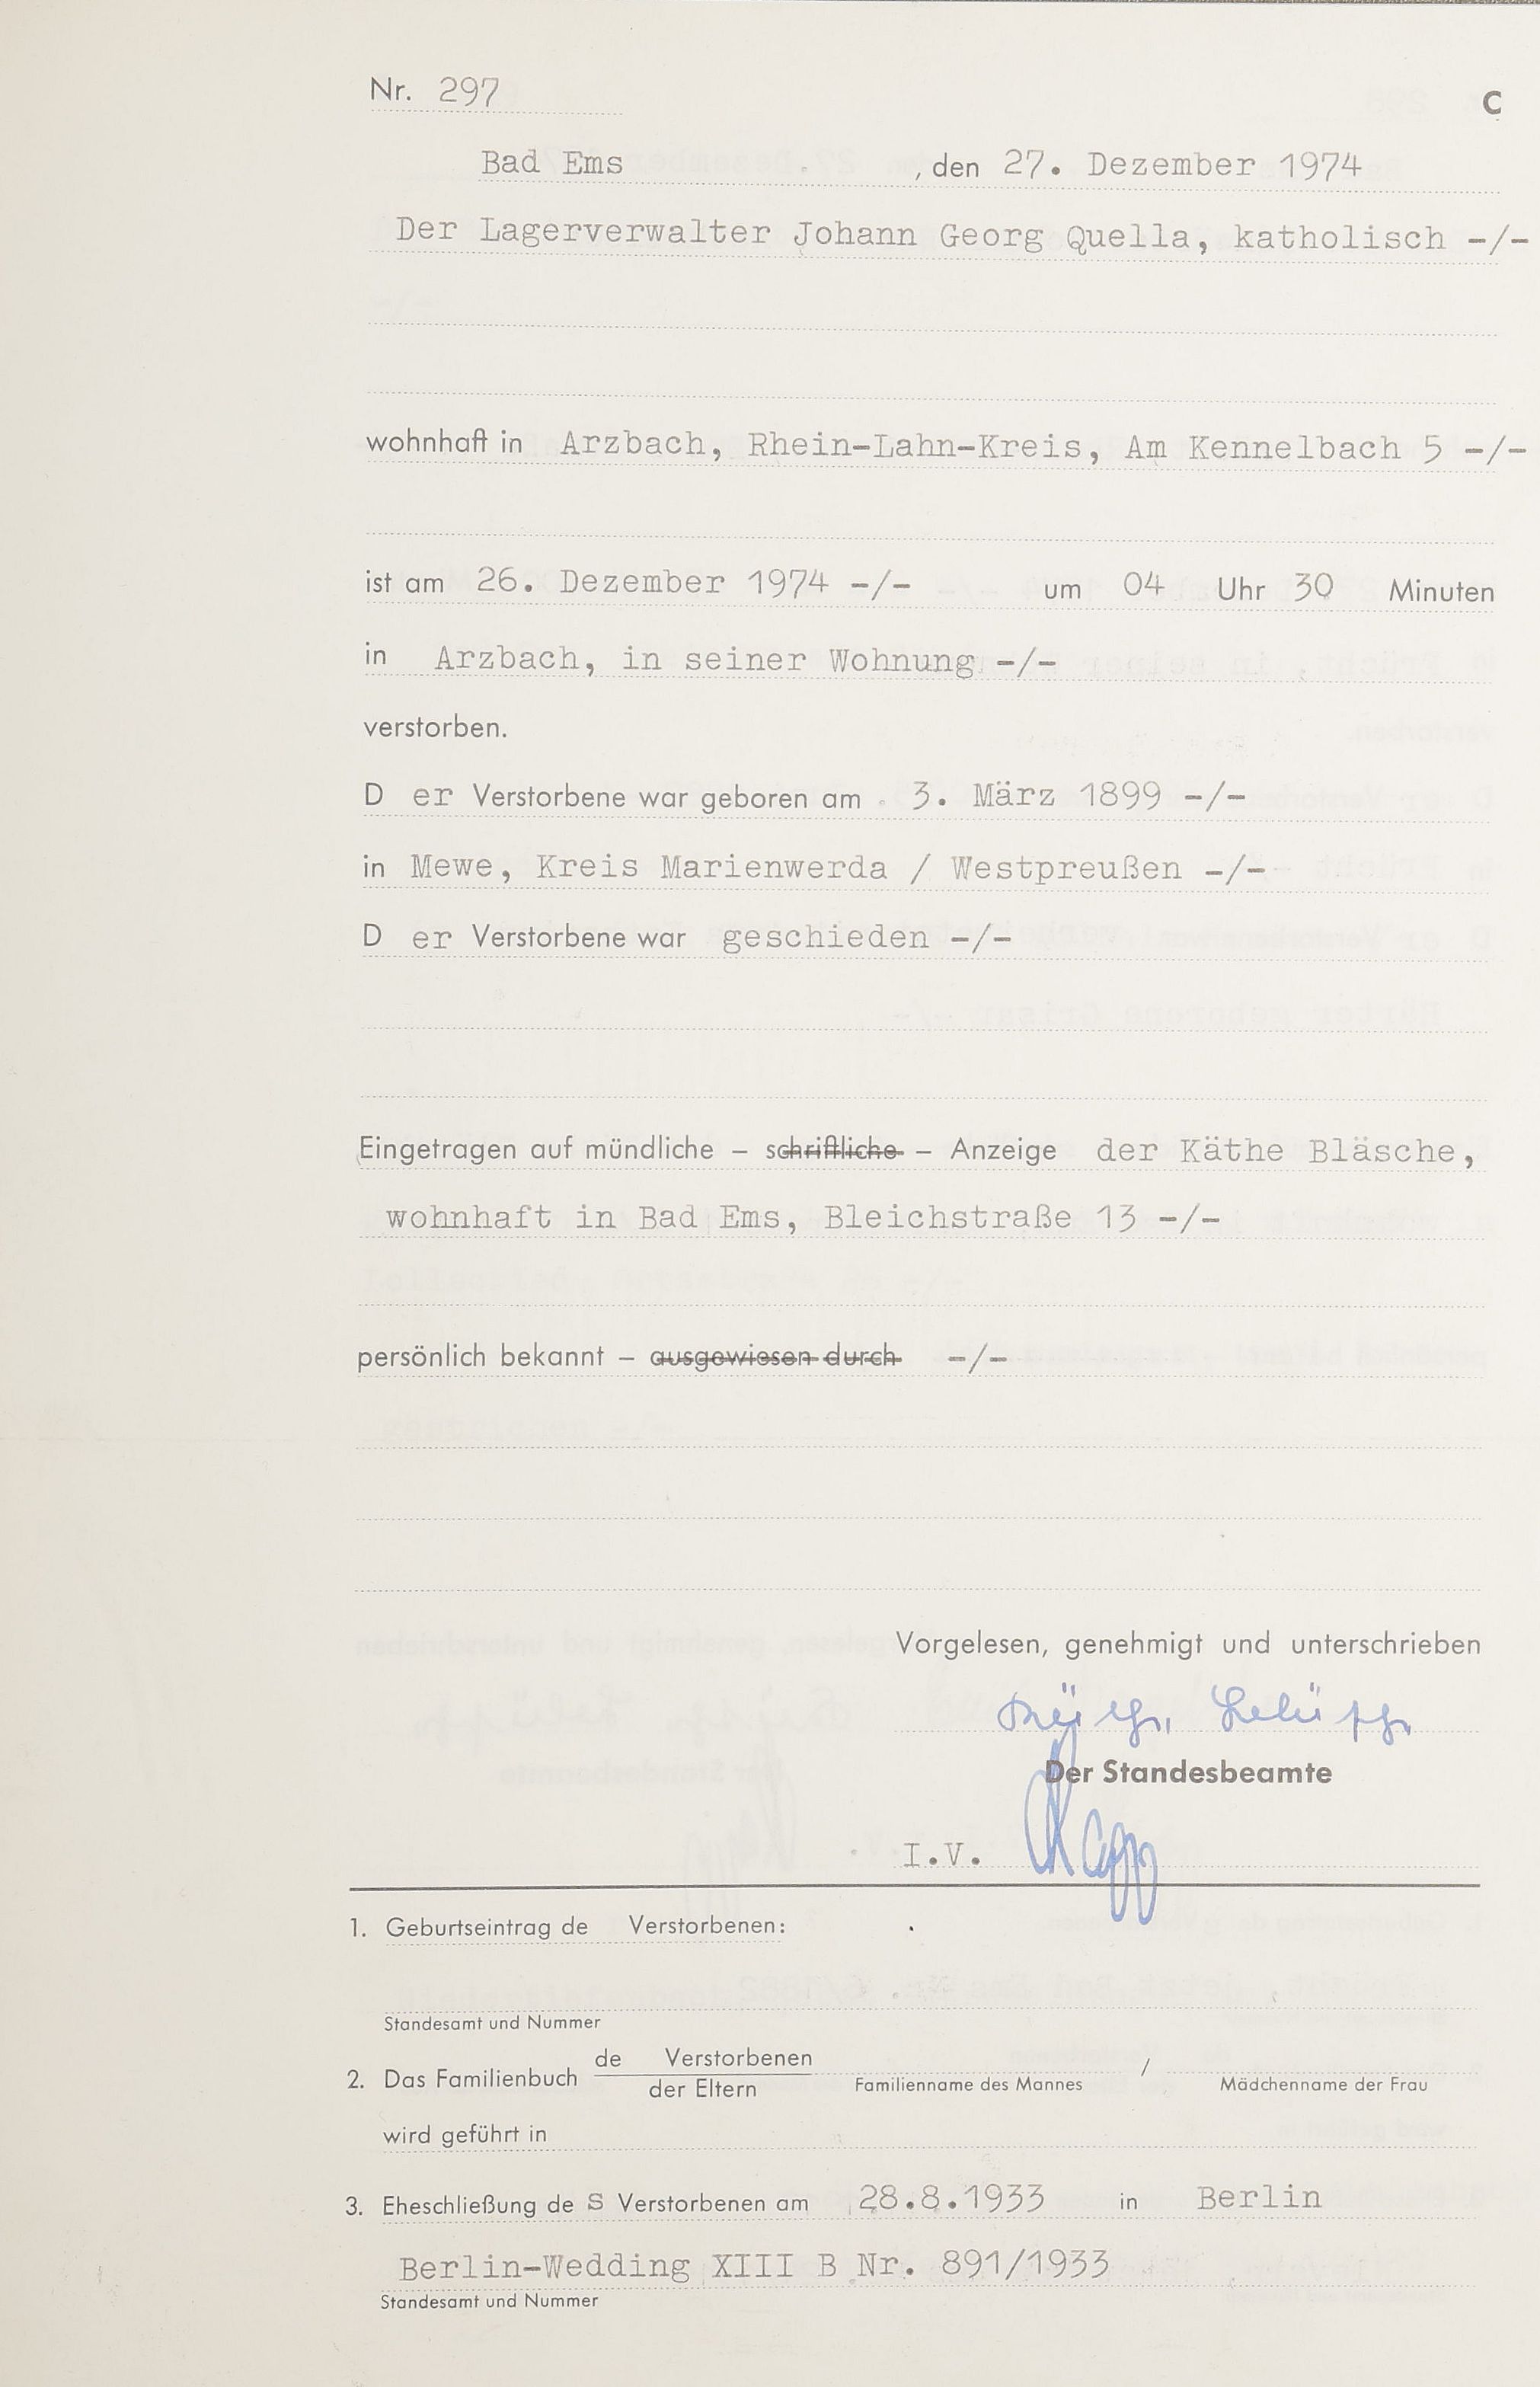 Nr. 297
C
Bad Ems , den 27. Dezember 1974
Der Lagerverwalter Johann Georg Quella, katholisch -/-
wohnhaft in Arzbach, Rhein-Lahn-Kreis, Am Kennelbach 5 -/-
ist am 26. Dezember 1974 -/- um 04 Uhr 30 Minuten
in Arzbach, in seiner Wohnung -/-
verstorben.
D er Verstorbene war geboren am 3. März 1899 -/-
in Mewe, Kreis Marienwerda / Westpreußen -/-
D er Verstorbene war geschieden -/-
Eingetragen auf mündliche – schriftliche – Anzeige der Käthe Bläsche,
wohnhaft in Bad Ems, Bleichstraße 13 -/-
persönlich bekannt – ausgewiesen durch -/-
Vorgelesen, genehmigt und unterschrieben
Der Standesbeamte
I.V.
1. Geburtseintrag de Verstorbenen:
Standesamt und Nummer
2. Das Familienbuch de Verstorbenen
der Eltern
/
Familienname des Mannes Mädchenname der Frau
wird geführt in
3. Eheschließung de s Verstorbenen am 28.8.1933 in Berlin
Berlin-Wedding XIII B Nr. 891/1933
Standesamt und Nummer